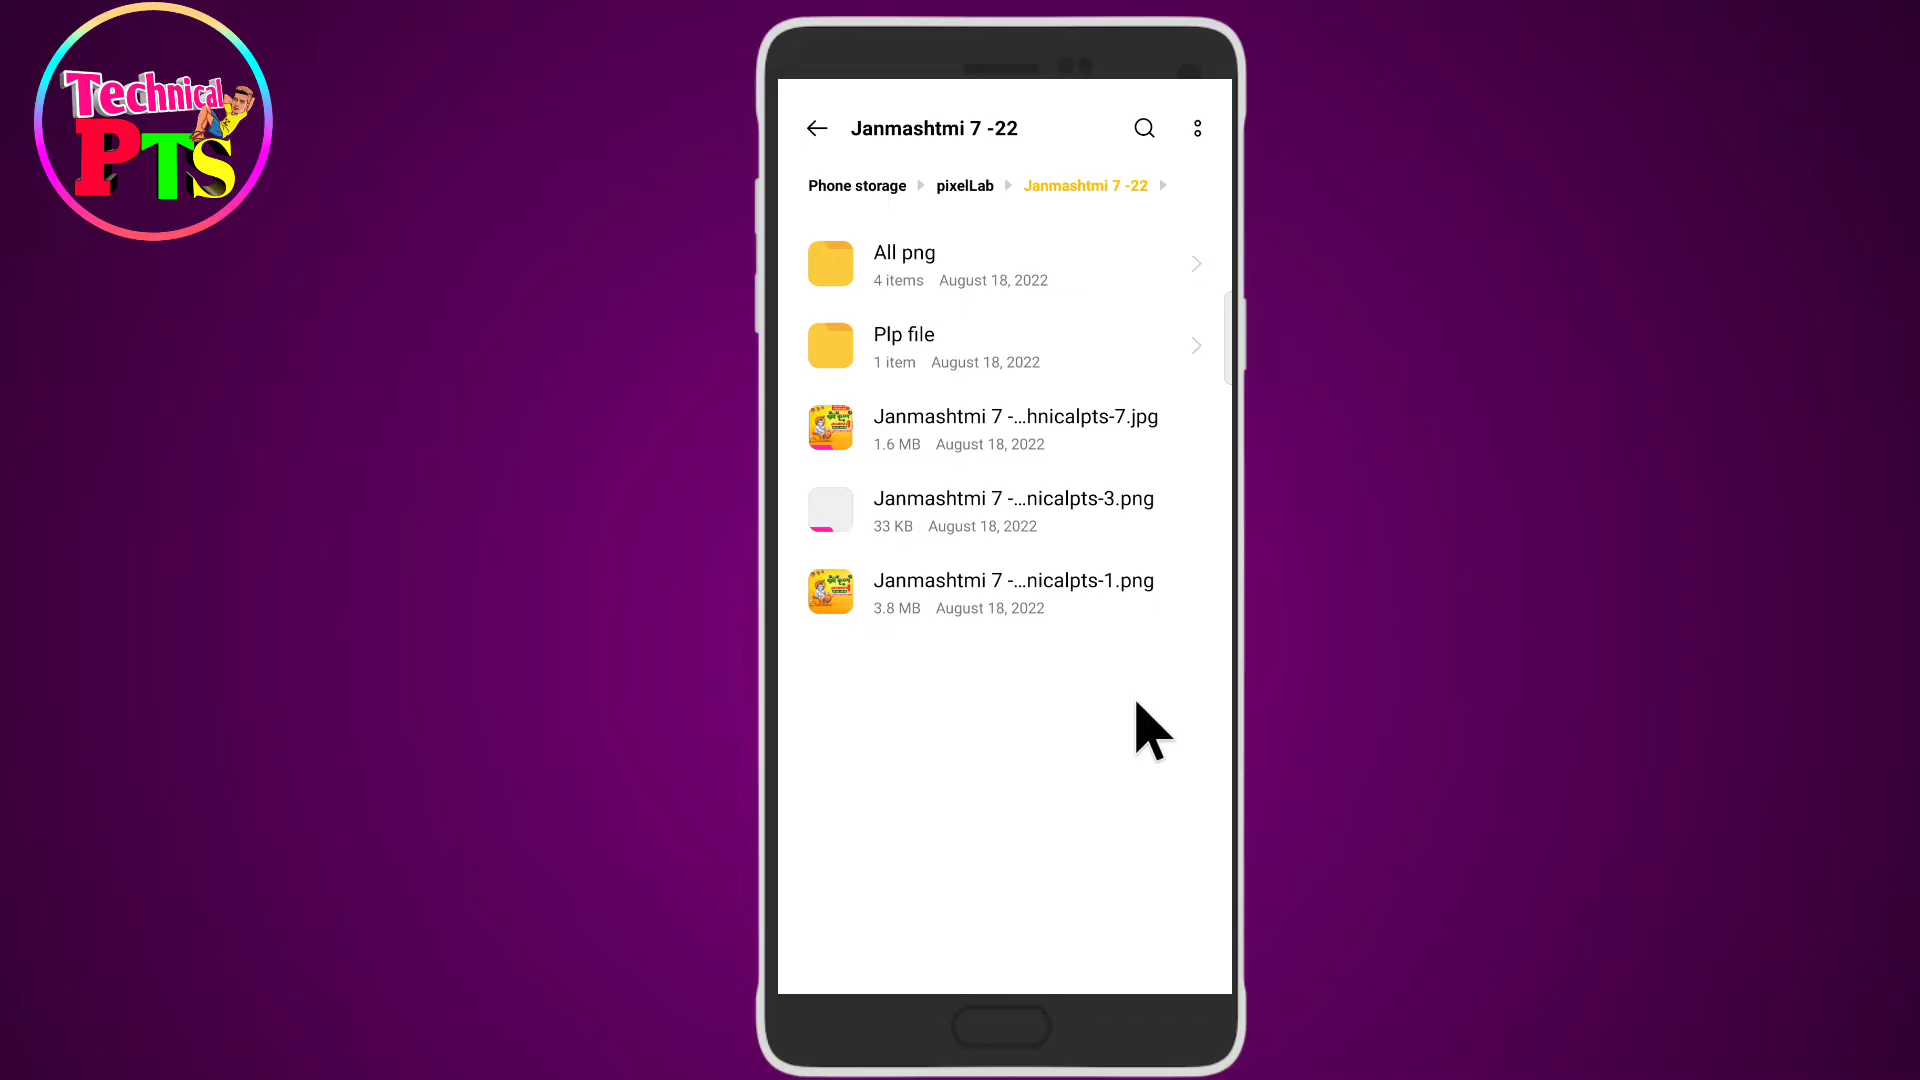 Technical
PTS
Janmashtmi 7 -22
Phone storage pixelLab Janmashtmi 7 -22
All png
4 items August 18, 2022
Plp file
1 item August 18, 2022
Janmashtmi 7 -...hnicalpts-7.jpg
1.6 MB August 18, 2022
Janmashtmi 7 -...nicalpts-3.png
33 KB August 18, 2022
Janmashtmi 7 -...nicalpts-1.png
3.8 MB August 18, 2022